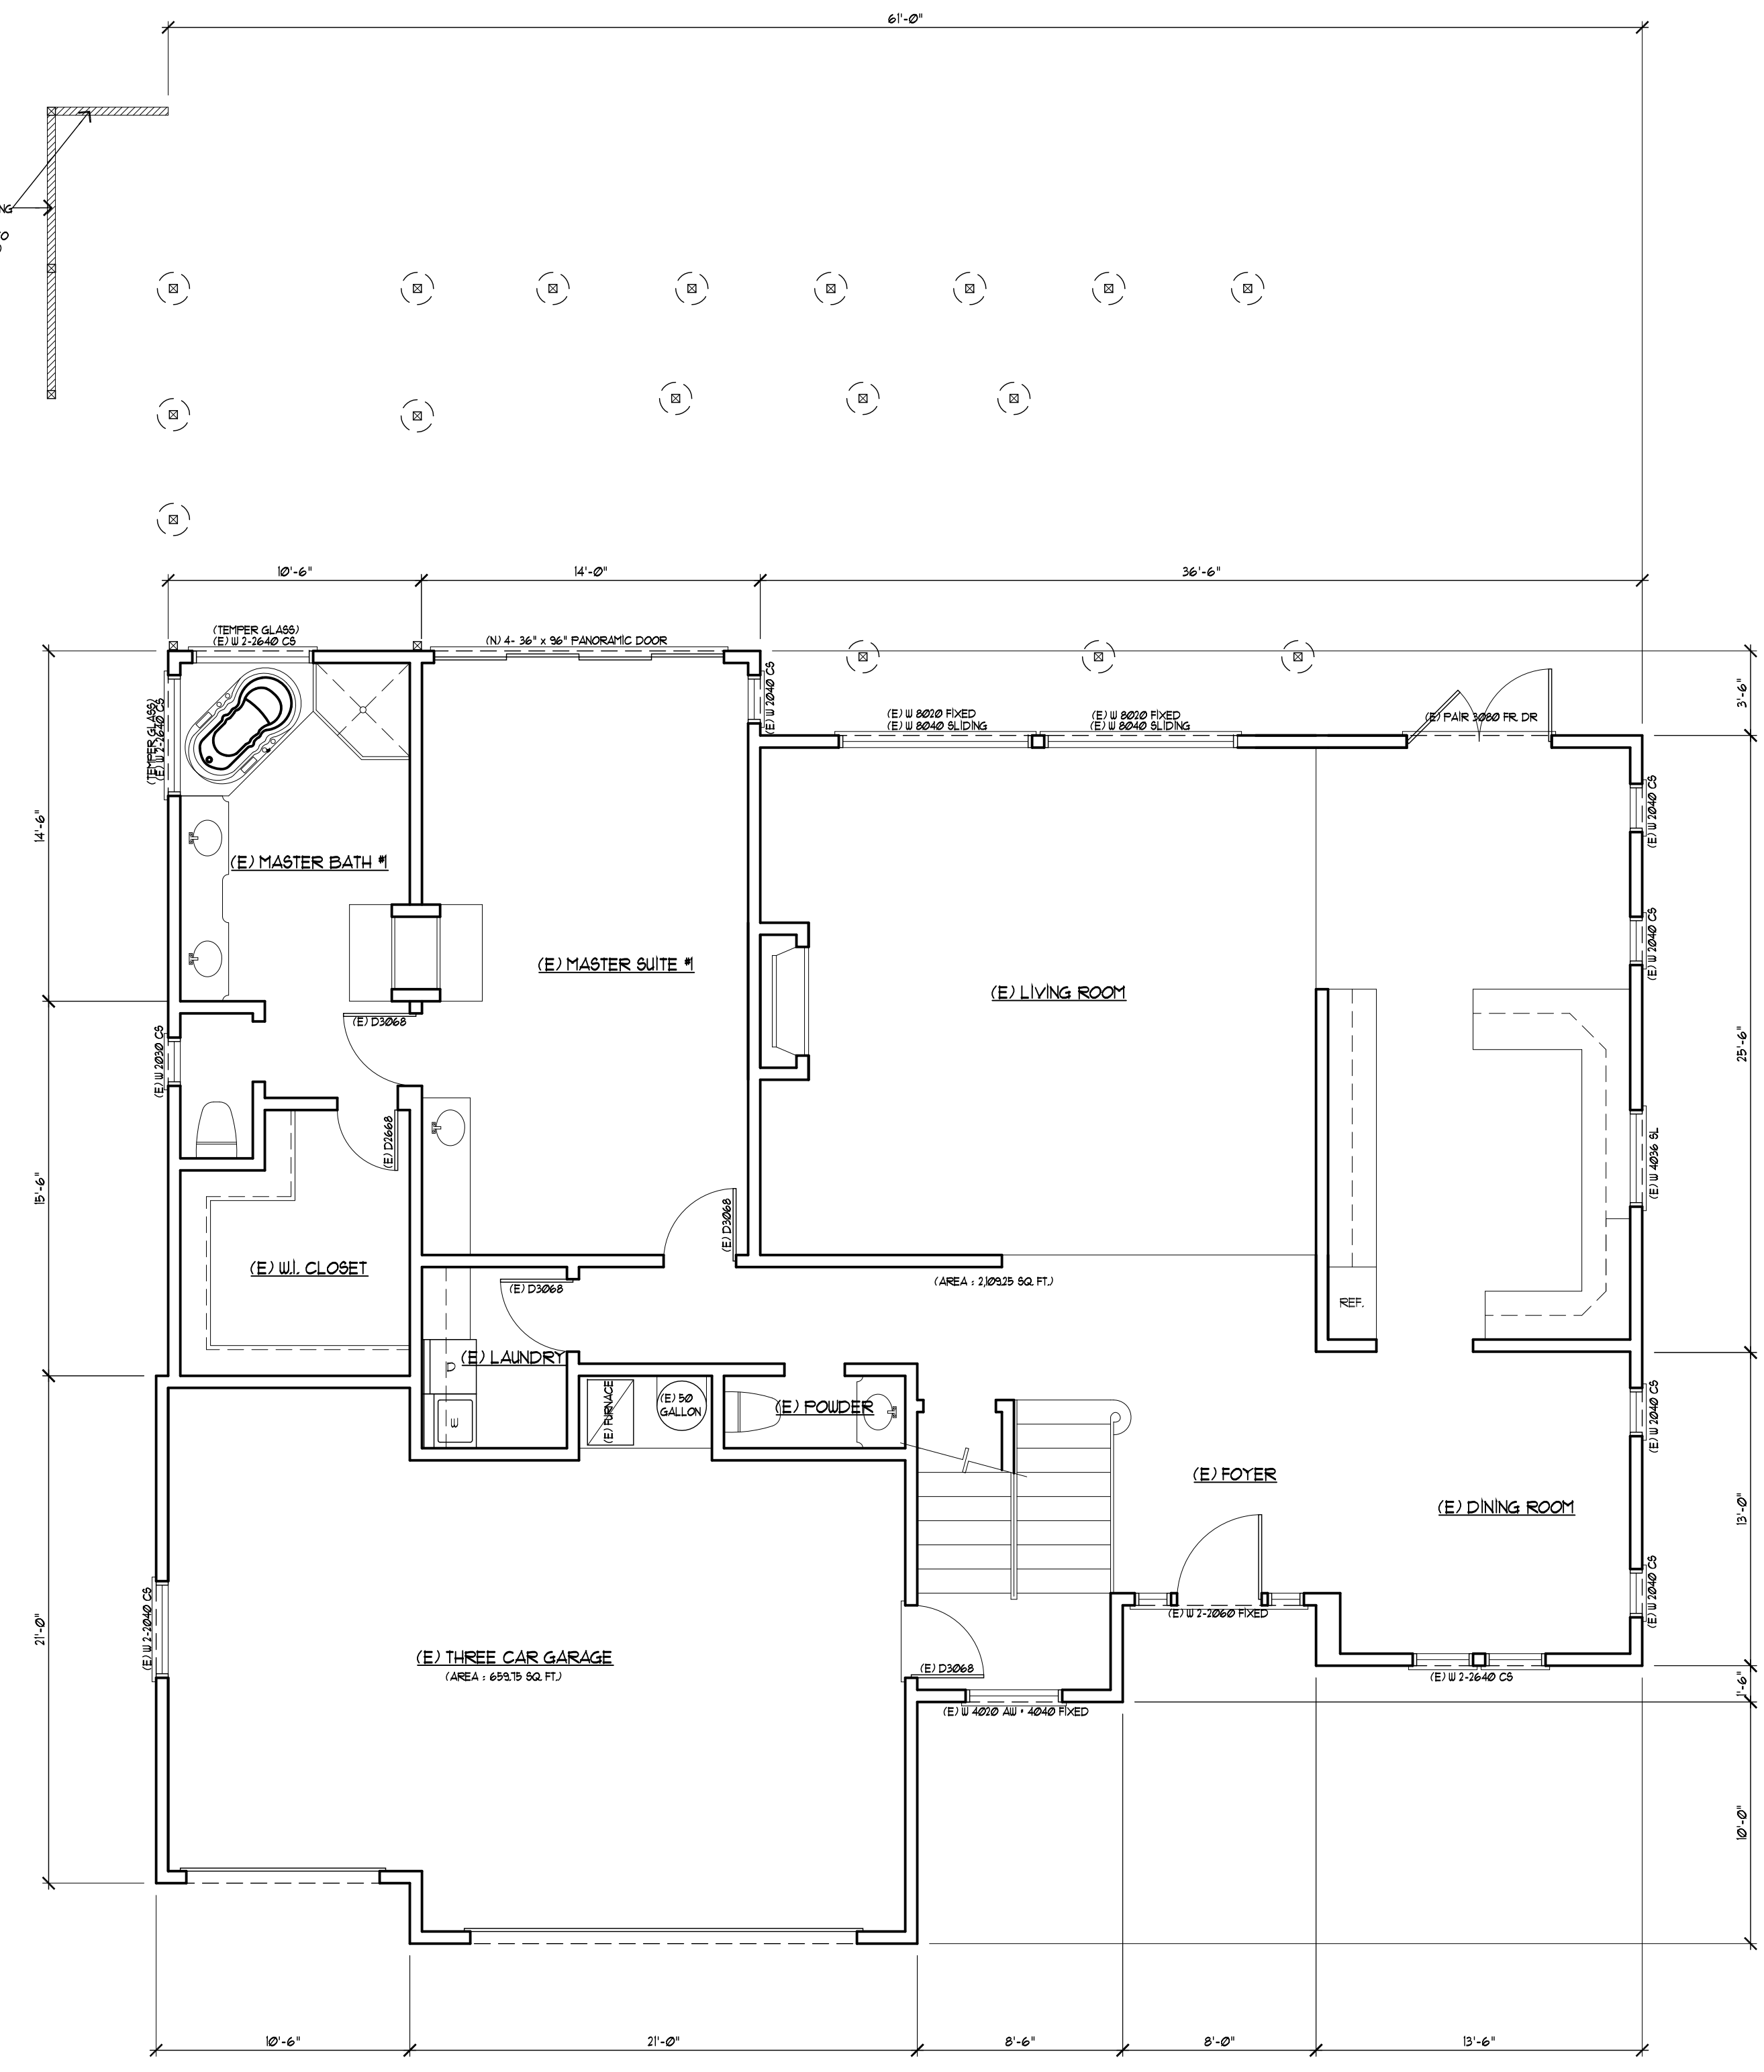 61'-0"
NG
10'-6"
14'-0"
36'-6"
(TEMPER GLASS)
(E) W 2-2640 CS
(N) 4- 36" x 96" PANORAMIC DOOR
(TEMPER GLASS)
(E) W 2-2640 CS
(E) W 2040 CS
(E) W 8020 FIXED
(E) W 8040 SLIDING
(E) W 8020 FIXED
(E) W 8040 SLIDING
(E) PAIR 3080 FR. DR
3'-6"
14'-6"
(E) W 2040 CS
(E) MASTER BATH #1
(E) W 2040 CS
(E) MASTER SUITE #1
(E) LIVING ROOM
(E) D3068
(E) W 2030 CS
25'-6"
(E) D2668
(E) W 4036 SL
15'-6"
(E) D3068
(E) W.I. CLOSET
(AREA : 2,109.25 SQ. FT.)
(E) D3068
REF.
(E) LAUNDRY
D
W
(E) FURNACE
(E) 50
GALLON
(E) POWDER
(E) W 2040 CS
(E) FOYER
(E) DINING ROOM
13'-0"
(E) W 2040 CS
(E) W 2-2060 FIXED
(E) W 2-2040 CS
21'-0"
(E) THREE CAR GARAGE
(AREA : 659.75 SQ. FT.)
(E) D3068
(E) W 2-2640 CS
1'-6"
(E) W 4020 AW + 4040 FIXED
10'-0"
10'-6"
21'-0"
8'-6"
8'-0"
13'-6"